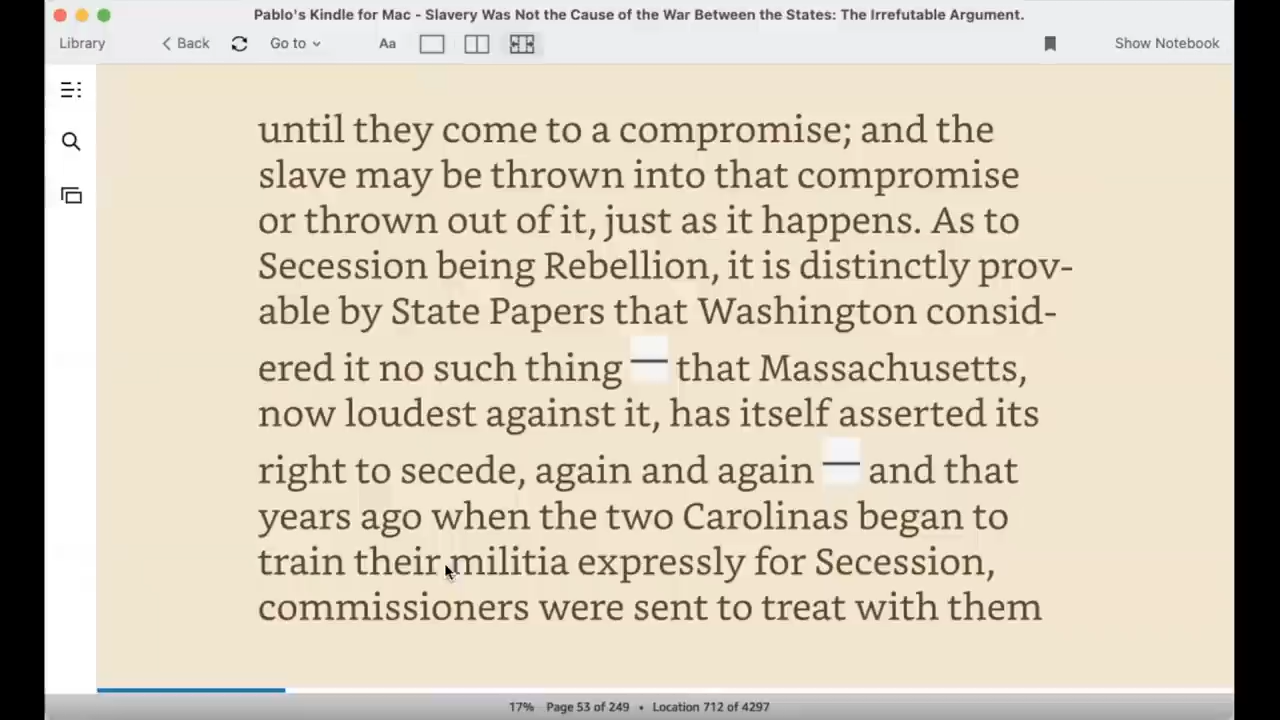 Pablo's Kindle for Mac - Slavery Was Not the Cause of the War Between the States: The Irrefutable Argument.
Library
Back
Go to
Aa
Show Notebook
until they come to a compromise; and the
slave may be thrown into that compromise
or thrown out of it, just as it happens. As to
Secession being Rebellion, it is distinctly prov-
able by State Papers that Washington consid-
ered it no such thing — that Massachusetts,
now loudest against it, has itself asserted its
right to secede, again and again — and that
years ago when the two Carolinas began to
train their militia expressly for Secession,
commissioners were sent to treat with them
17% Page 53 of 249 • Location 712 of 4297